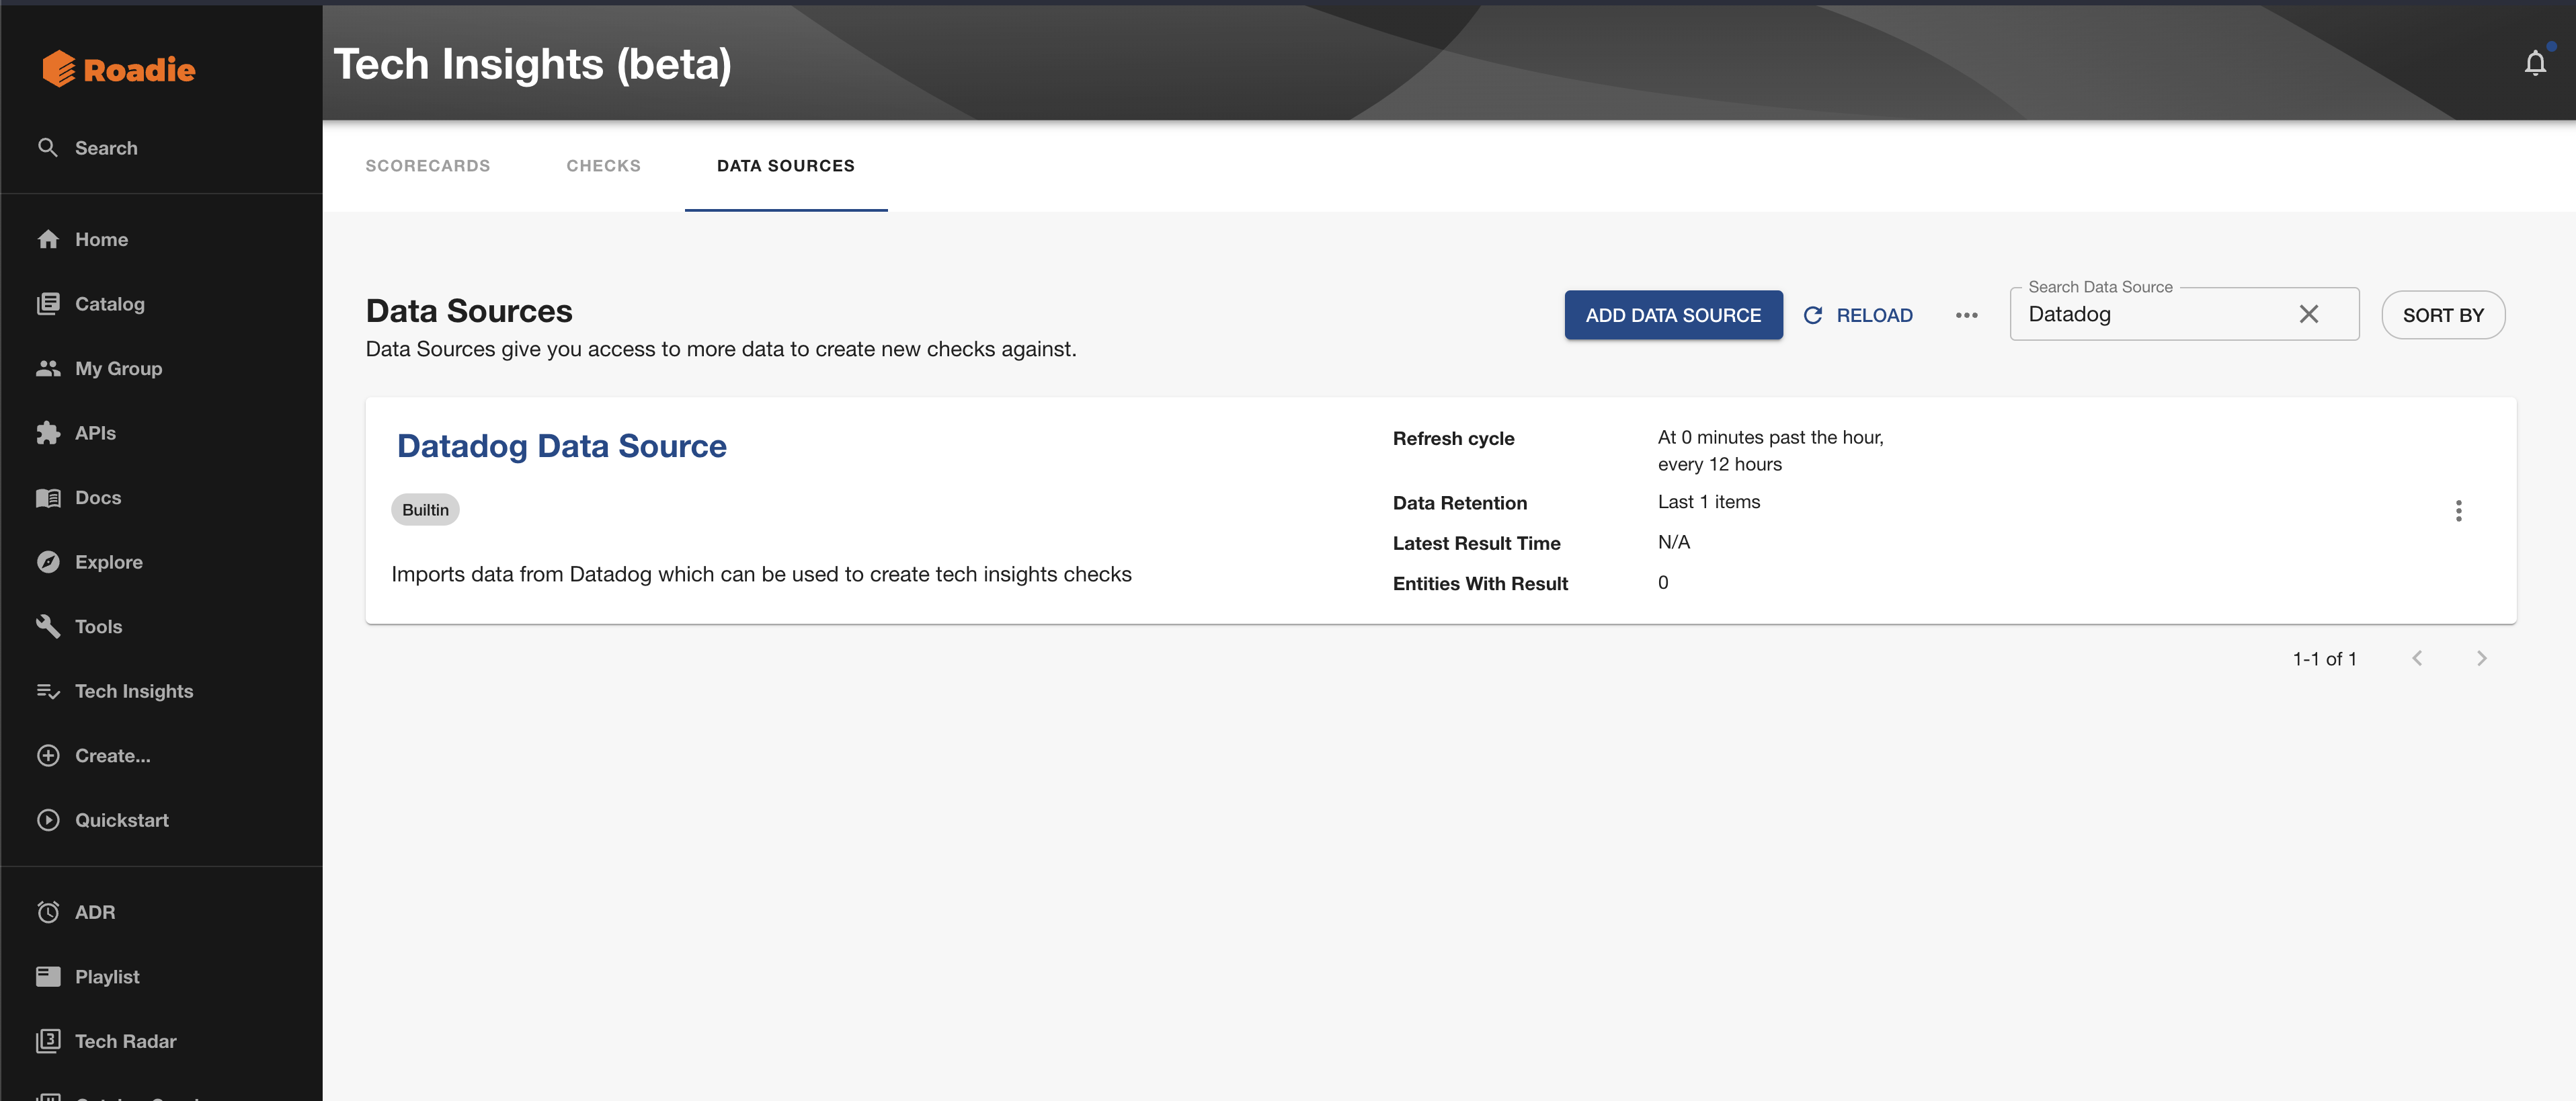 Roadie
Search
Home
Catalog
My Group
APIs
Docs
Explore
Tools
Tech Insights
Create...
Quickstart
ADR
Playlist
3
Tech Radar
Tech Insights (beta)
SCORECARDS
CHECKS
DATA SOURCES
Data Sources
Data Sources give you access to more data to create new checks against.
ADD DATA SOURCE
RELOAD
Search Data Source
Datadog
SORT BY
Datadog Data Source
Builtin
Imports data from Datadog which can be used to create tech insights checks
Refresh cycle
At 0 minutes past the hour,
every 12 hours
Data Retention
Last 1 items
Latest Result Time
N/A
Entities With Result
0
1-1 of 1